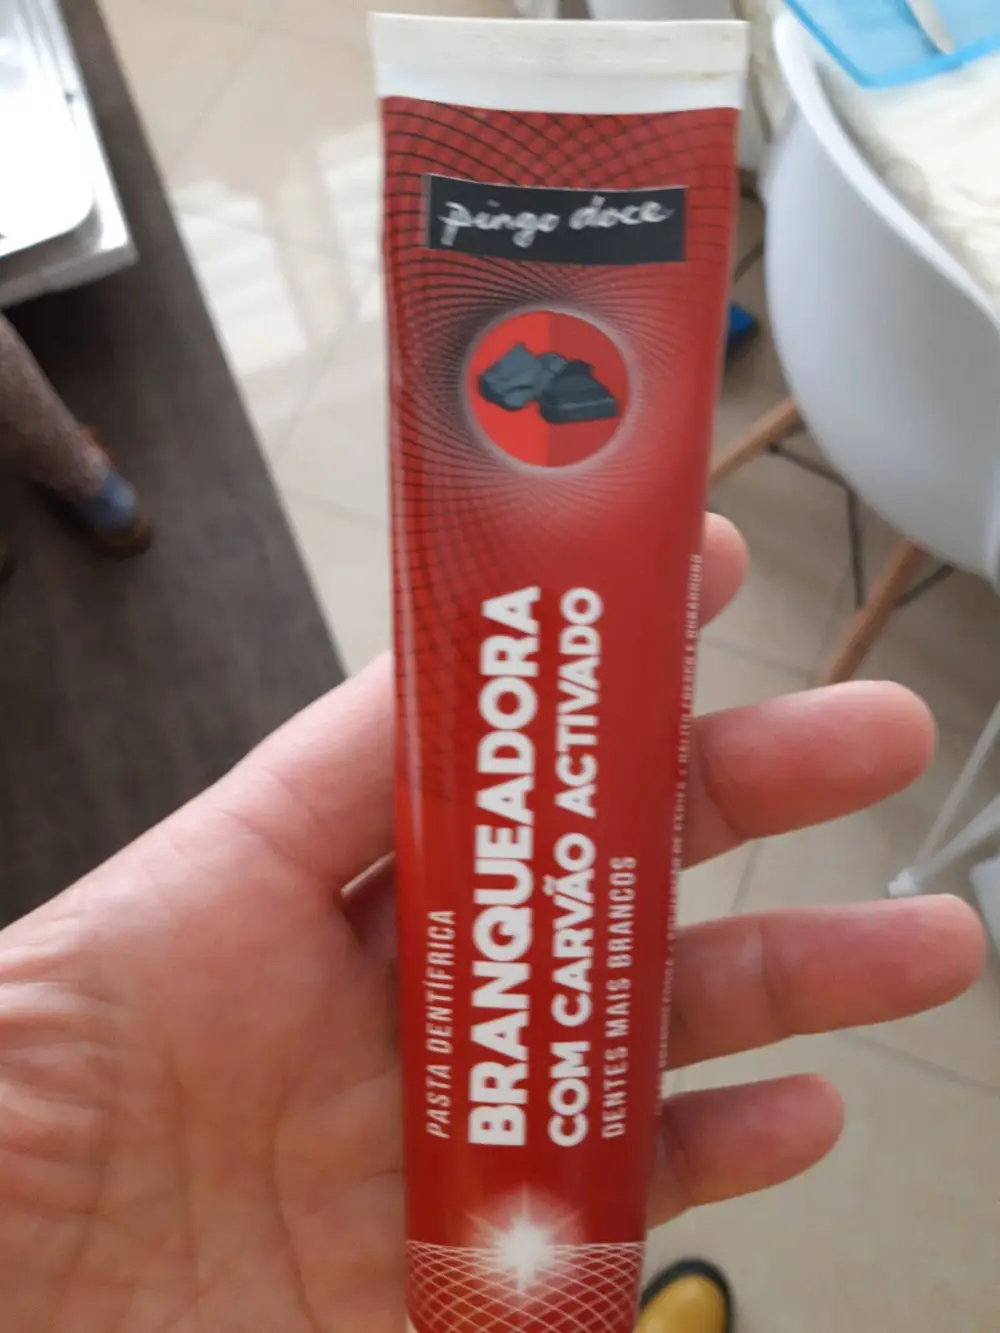 pingo doce
PASTA DENTÍFRICA
BRANQUEADORA
COM CARVÃO ACTIVADO
DENTES MAIS BRANCOS